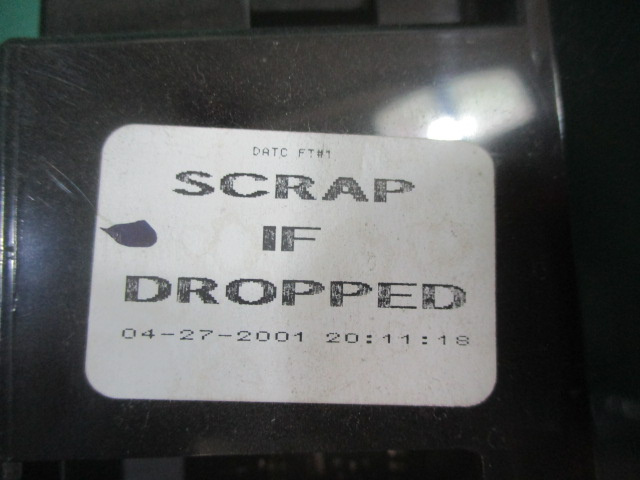 DATC FT#1
SCRAP
IF
DROPPED
04-27-2001 20:11:18